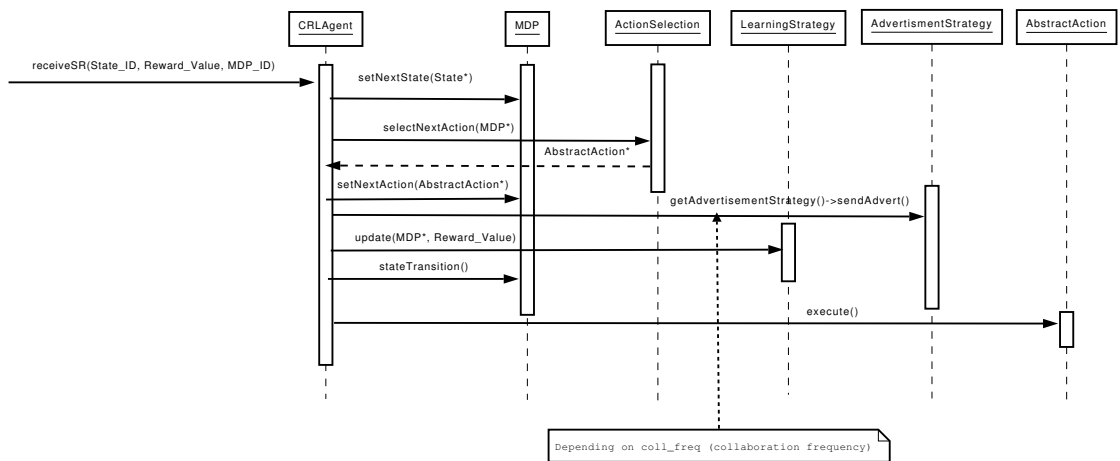 CRLAgent
MDP
ActionSelection
LearningStrategy
AdvertismentStrategy
AbstractAction
receiveSR(State_ID, Reward_Value, MDP_ID)
setNextState(State*)
selectNextAction(MDP*)
AbstractAction*
setNextAction(AbstractAction*)
getAdvertisementStrategy()->sendAdvert()
update(MDP*, Reward_Value)
stateTransition()
execute()
Depending on coll_freq (collaboration frequency)